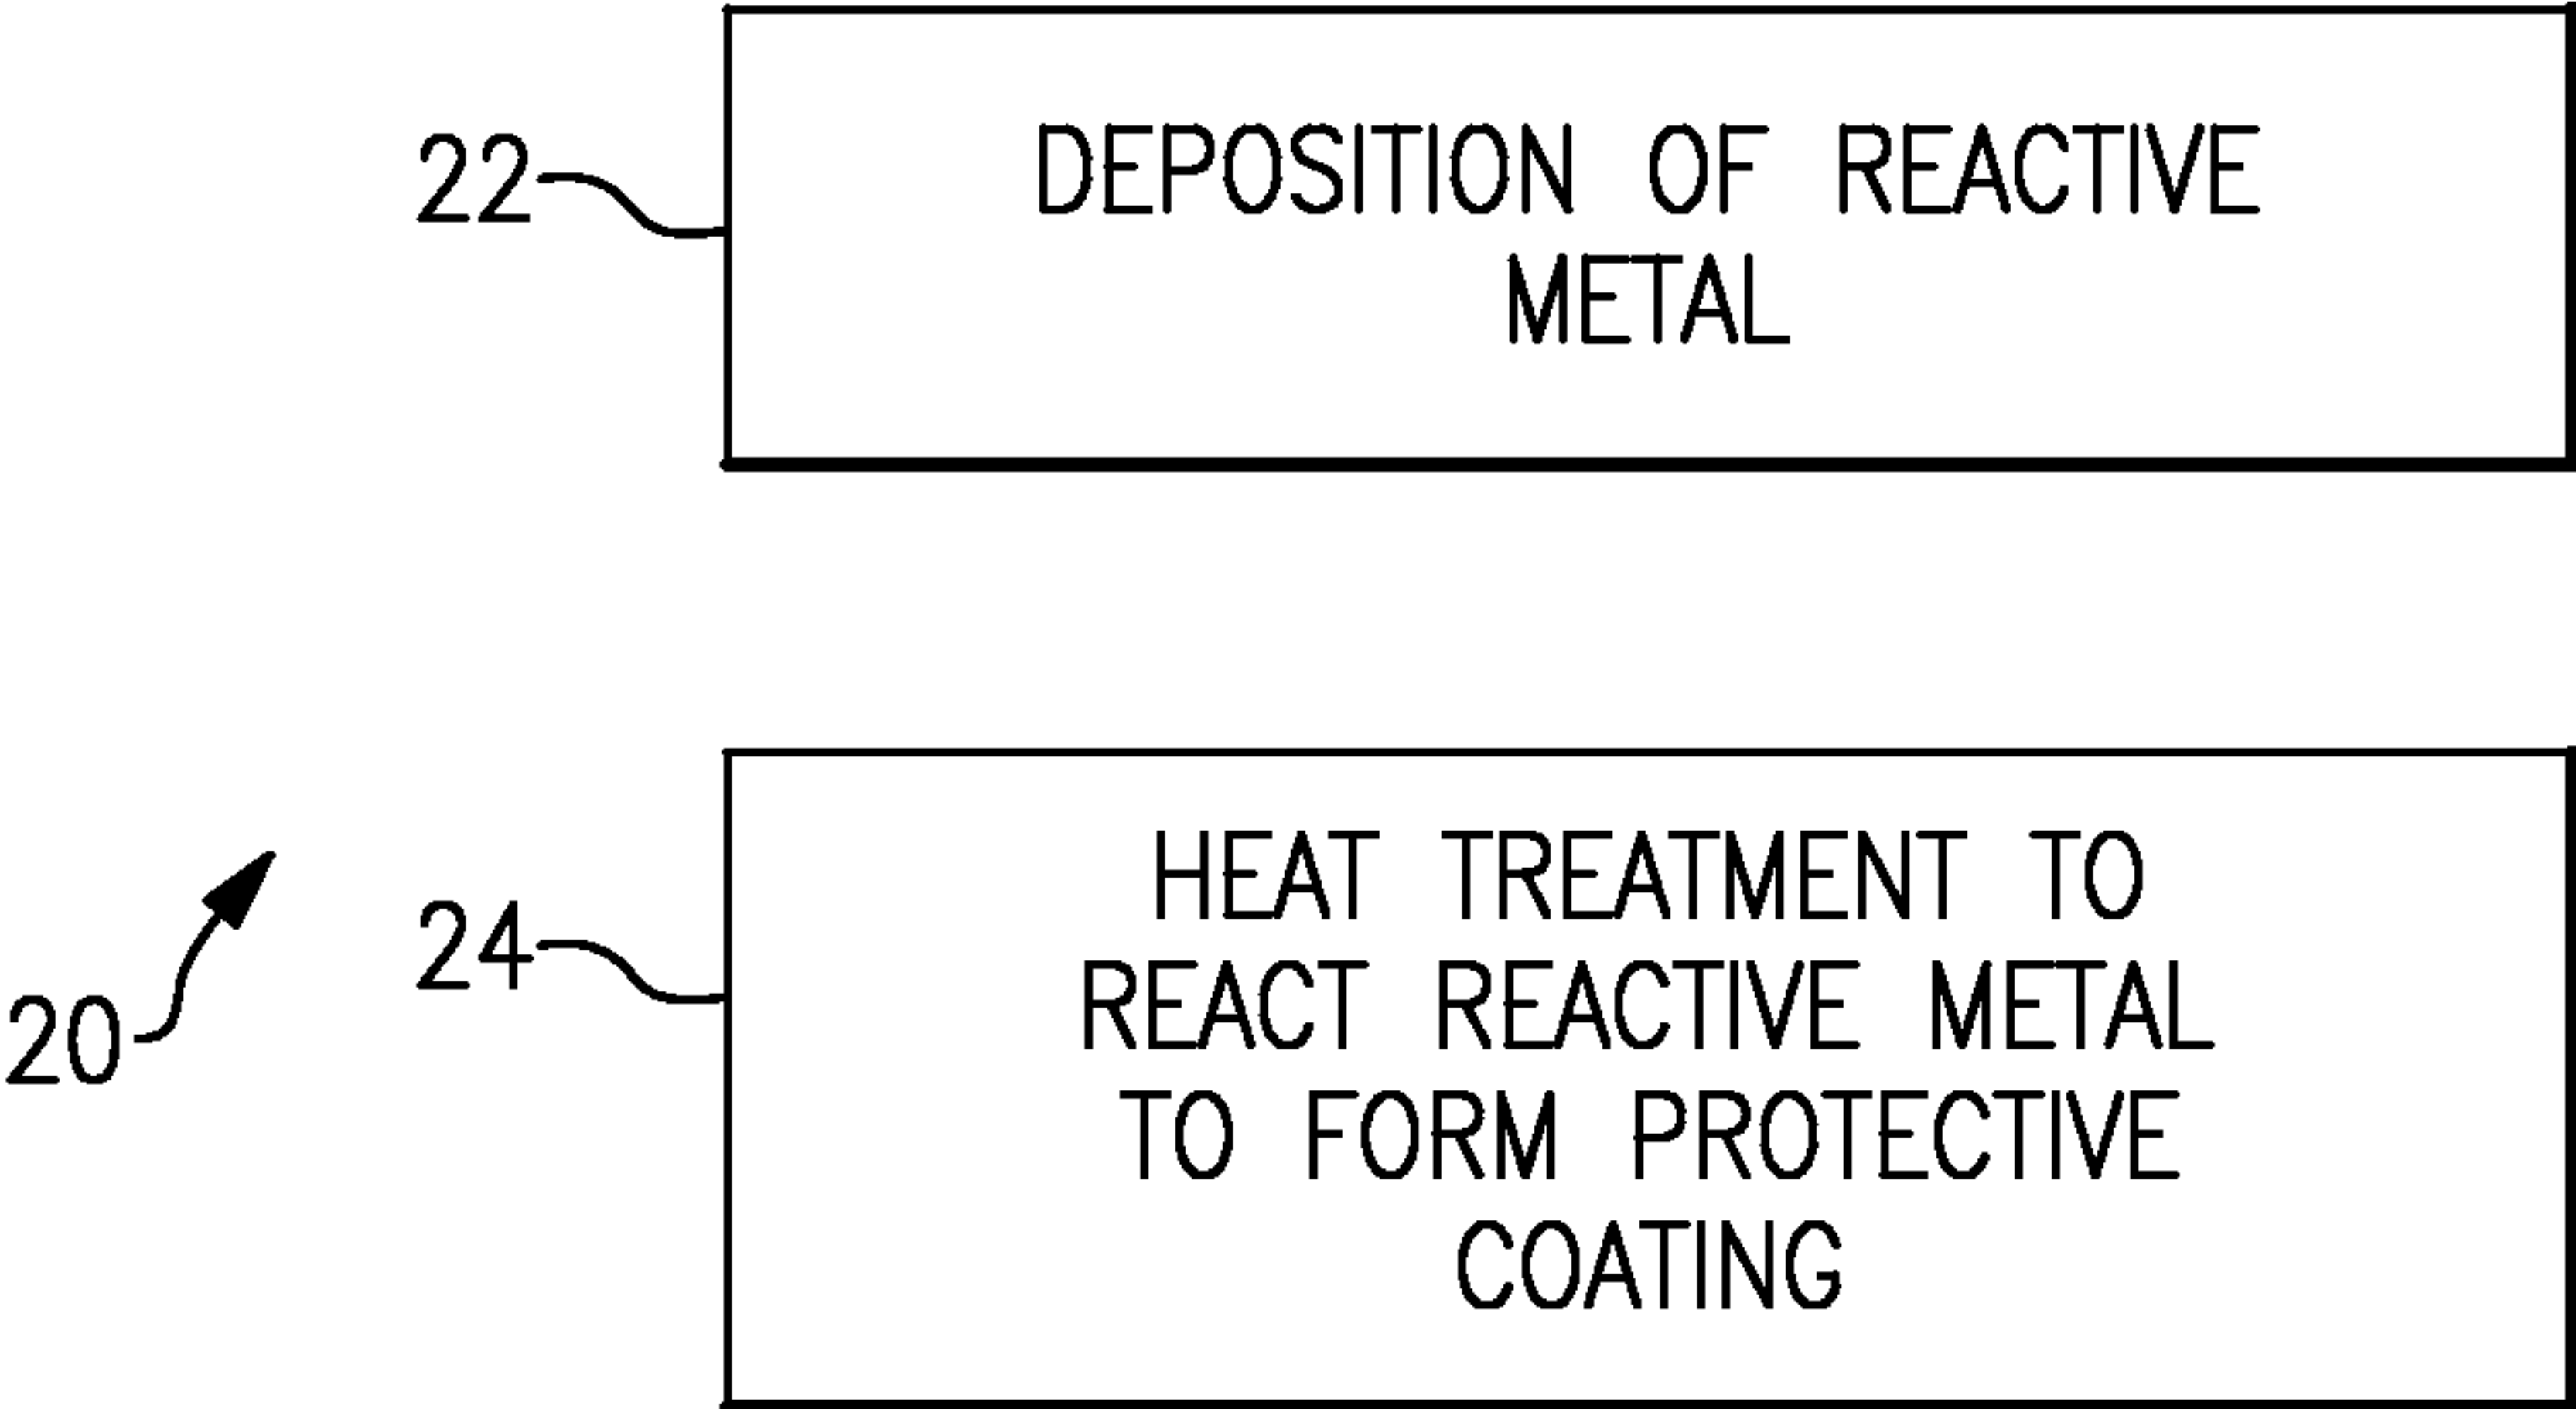 22
DEPOSITION OF REACTIVE
METAL
20
24
HEAT TREATMENT TO
REACT REACTIVE METAL
TO FORM PROTECTIVE
COATING